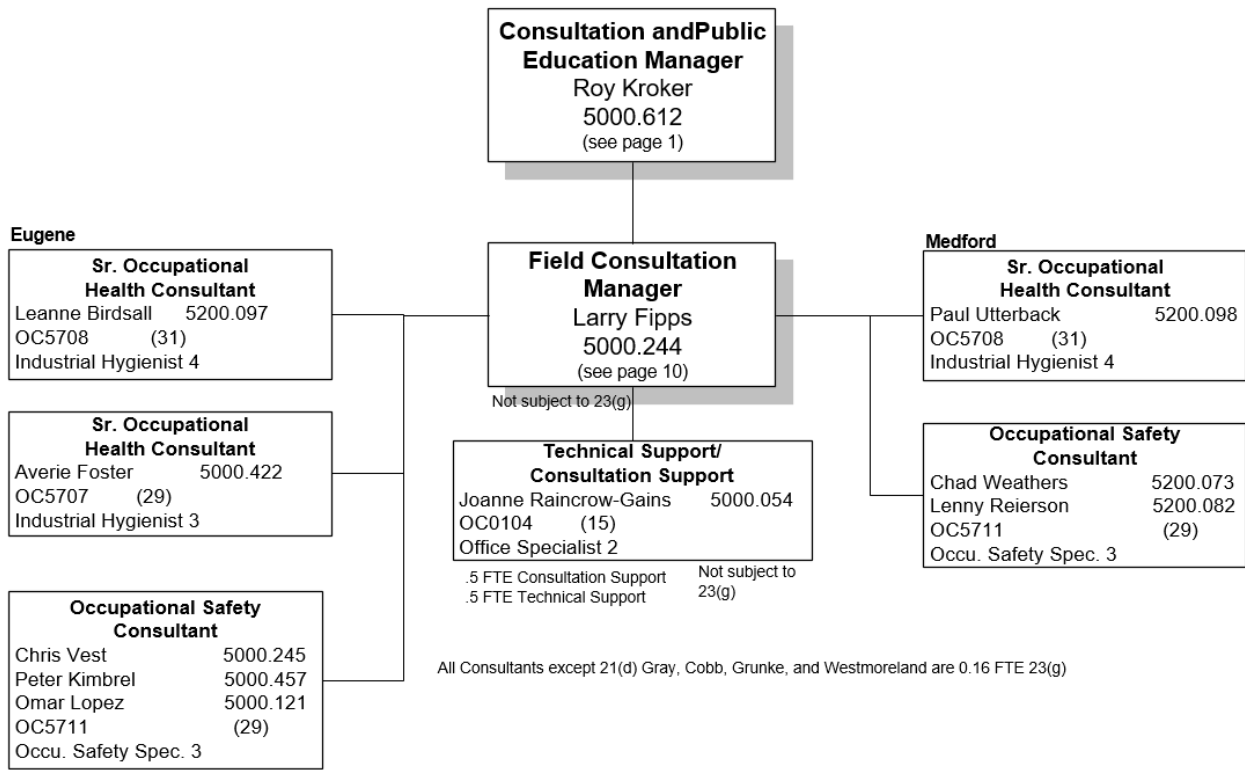 Consultation andPublic
Education Manager
Roy Kroker
5000.612
(see page 1)
Eugene
Sr. Occupational
Health Consultant
Leanne Birdsall 5200.097
OC5708 (31)
Industrial Hygienist 4
Sr. Occupational
Health Consultant
Averie Foster 5000.422
OC5707 (29)
Industrial Hygienist 3
Occupational Safety
Consultant
Chris Vest 5000.245
Peter Kimbrel 5000.457
Omar Lopez 5000.121
OC5711 (29)
Occu. Safety Spec. 3
Field Consultation
Manager
Larry Fipps
5000.244
(see page 10)
Not subject to 23(g)
Technical Support/
Consultation Support
Joanne Raincrow-Gains 5000.054
OC0104 (15)
Office Specialist 2
.5 FTE Consultation Support
.5 FTE Technical Support
Not subject to
23(g)
Medford
Sr. Occupational
Health Consultant
Paul Utterback 5200.098
OC5708 (31)
Industrial Hygienist 4
Occupational Safety
Consultant
Chad Weathers 5200.073
Lenny Reierson 5200.082
OC5711 (29)
Occu. Safety Spec. 3
All Consultants except 21(d) Gray, Cobb, Grunke, and Westmoreland are 0.16 FTE 23(g)